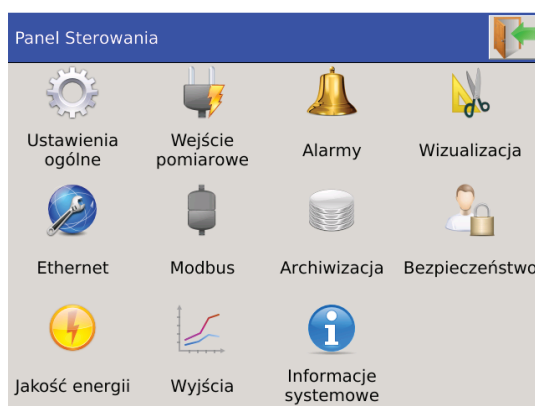 Panel Sterowania
Ustawienia
ogólne
Wejście
pomiarowe
Alarmy
Wizualizacja
Ethernet
Modbus
Archiwizacja
Bezpieczeństwo
Jakość energii
Wyjścia
Informacje
systemowe